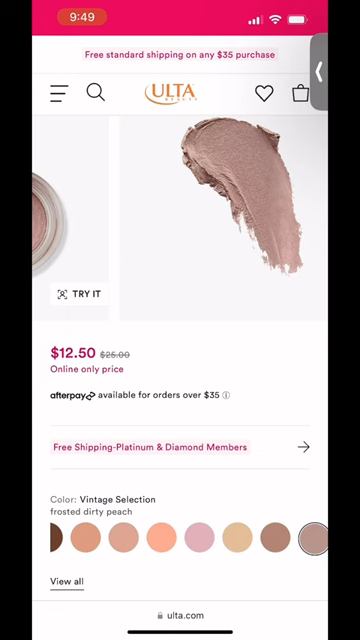 9:49
Free standard shipping on any $35 purchase
ULTA
BEAUTY
TRY IT
$12.50 $25.00
Online only price
afterpay available for orders over $35
Free Shipping-Platinum & Diamond Members
Color: Vintage Selection
frosted dirty peach
View all
ulta.com